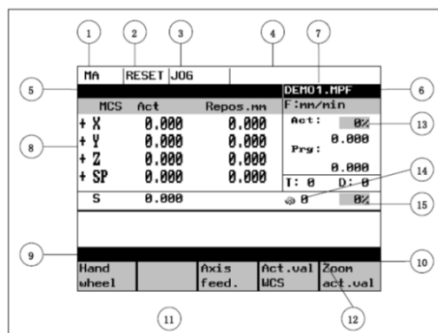 1 2 3 4 7
MA RESET JOG
5 DEMO1.MPF 6
MCS Act Repos.mm F:mm/min
+ X 0.000 0.000 Act: 0% 13
+ Y 0.000 0.000 0.000
8 + Z 0.000 0.000 Prg:
+ SP 0.000 0.000 0.000 14
T: 0 D: 0
S 0.000 0 0% 15
9 10
Hand wheel Axis feed. Act.val WCS Zoom act.val
11 12